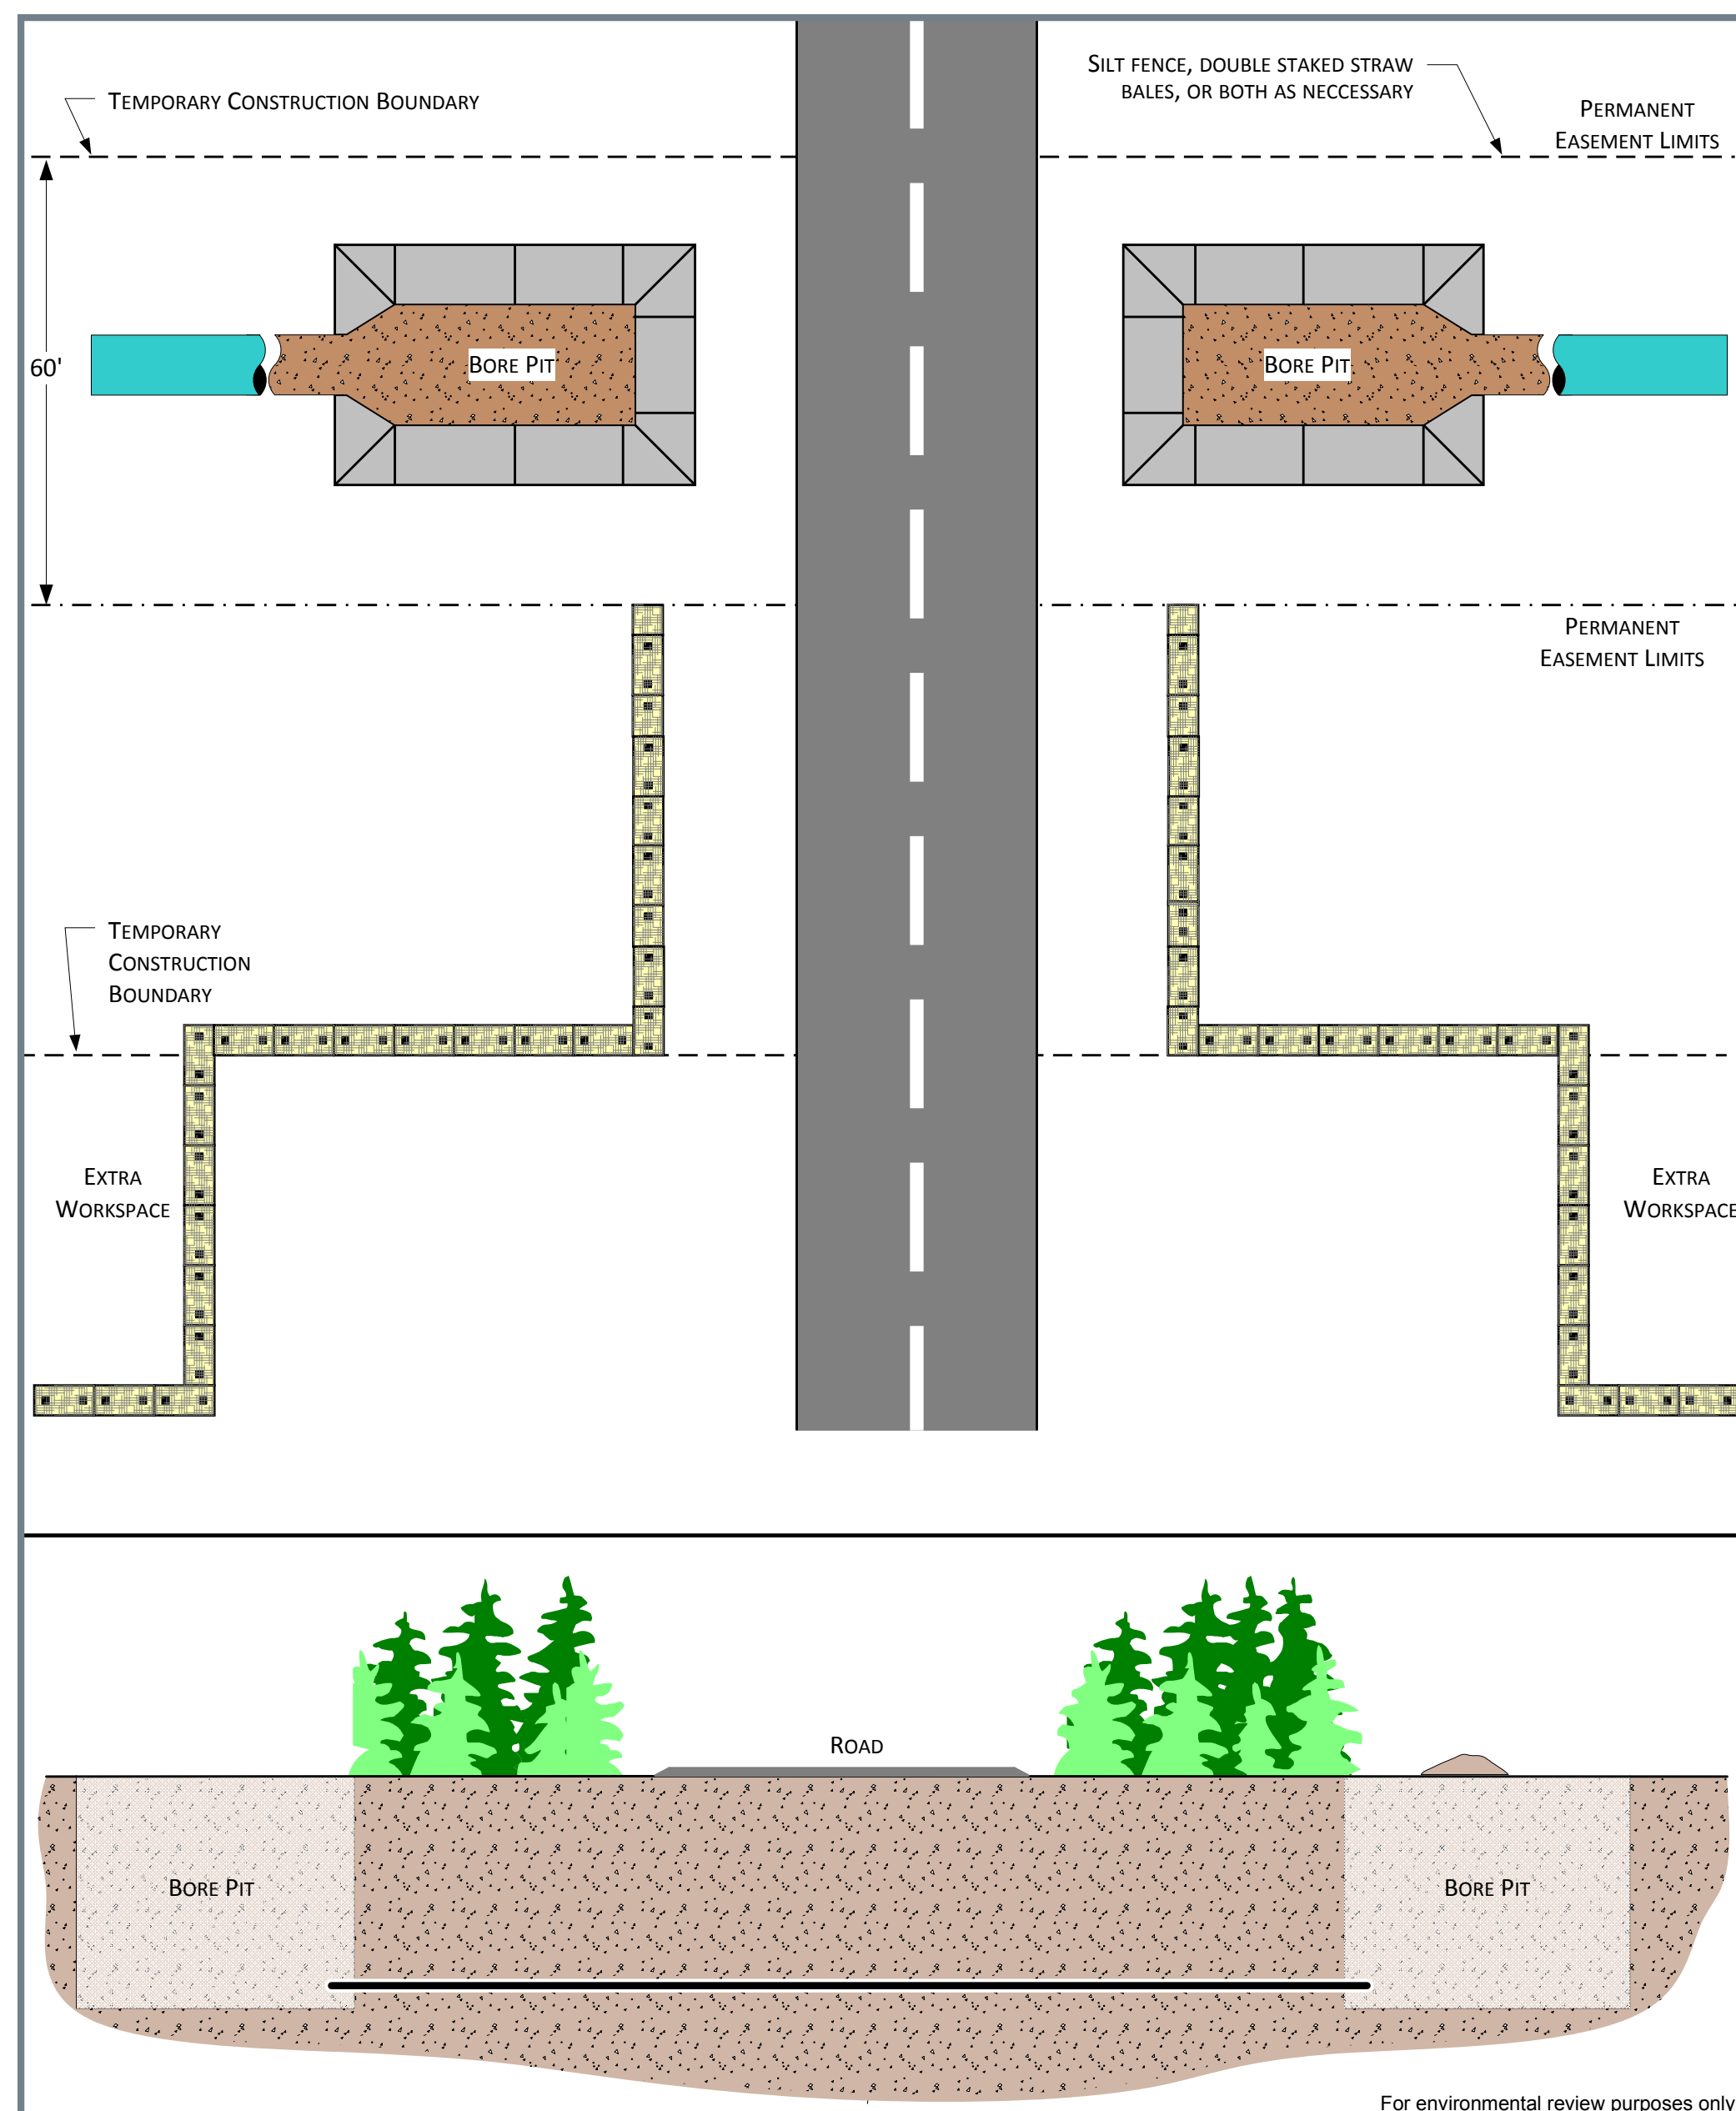 TEMPORARY CONSTRUCTION BOUNDARY
SILT FENCE, DOUBLE STAKED STRAW
BALES, OR BOTH AS NECCESSARY
PERMANENT
EASEMENT LIMITS
60'
BORE PIT
BORE PIT
PERMANENT
EASEMENT LIMITS
TEMPORARY
CONSTRUCTION
BOUNDARY
EXTRA
WORKSPACE
EXTRA
WORKSPACE
ROAD
BORE PIT
BORE PIT
For environmental review purposes only